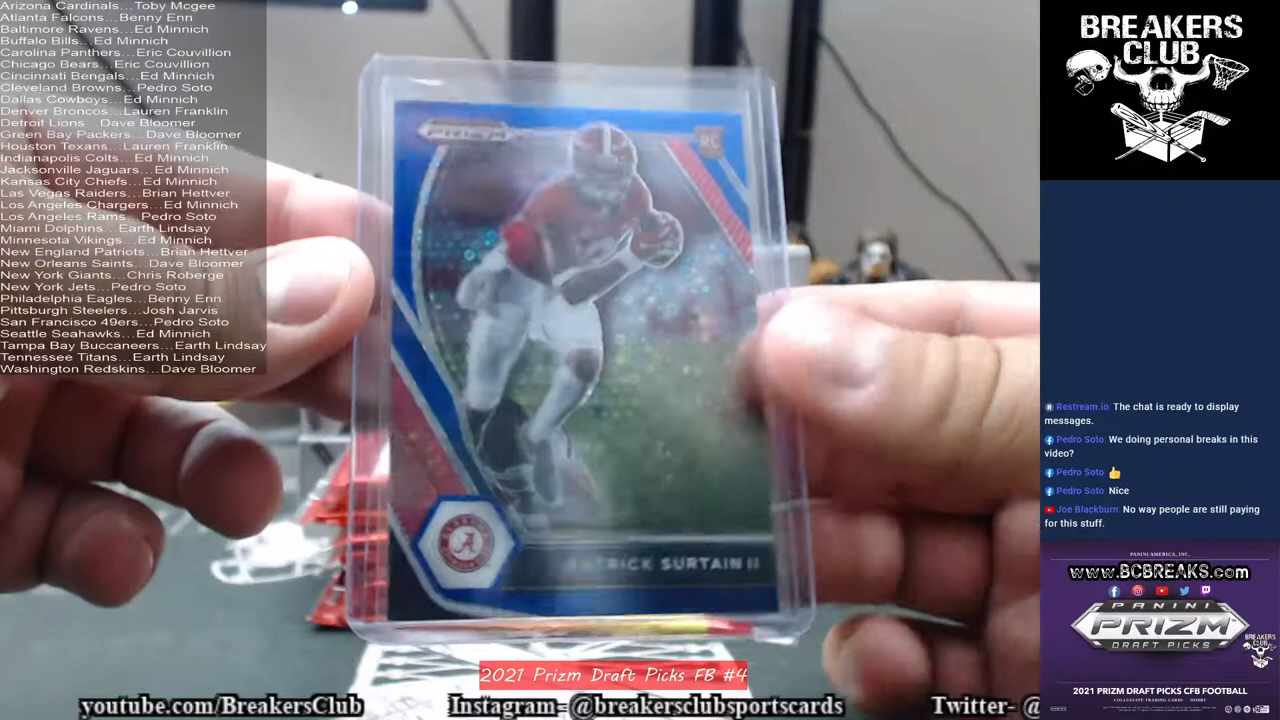 Arizona Cardinals...Toby Mcgee
Atlanta Falcons...Benny Enn
Baltimore Ravens...Ed Minnich
Buffalo Bills...Ed Minnich
Carolina Panthers...Eric Couvillion
Chicago Bears...Eric Couvillion
Cincinnati Bengals...Ed Minnich
Cleveland Browns...Pedro Soto
Dallas Cowboys...Ed Minnich
Denver Broncos...Lauren Franklin
Detroit Lions...Dave Bloomer
Green Bay Packers...Dave Bloomer
Houston Texans...Lauren Franklin
Indianapolis Colts...Ed Minnich
Jacksonville Jaguars...Ed Minnich
Kansas City Chiefs...Ed Minnich
Las Vegas Raiders...Brian Hettver
Los Angeles Chargers...Ed Minnich
Los Angeles Rams...Pedro Soto
Miami Dolphins...Earth Lindsay
Minnesota Vikings...Ed Minnich
New England Patriots...Brian Hettver
New Orleans Saints...Dave Bloomer
New York Giants...Chris Roberge
New York Jets...Pedro Soto
Philadelphia Eagles...Benny Enn
Pittsburgh Steelers...Josh Jarvis
San Francisco 49ers...Pedro Soto
Seattle Seahawks...Ed Minnich
Tampa Bay Buccaneers...Earth Lindsay
Tennessee Titans...Earth Lindsay
Washington Redskins...Dave Bloomer
PRIZM
RC
A
PATRICK SURTAIN II
2021 Prizm Draft Picks FB #4
youtube.com/BreakersClub
Instagram- @breakersclubsportscards
Twitter- @
BREAKERS
CLUB
Restream.io The chat is ready to display
messages.
Pedro Soto We doing personal breaks in this
video?
Pedro Soto 👍
Pedro Soto Nice
Joe Blackburn No way people are still paying
for this stuff.
PANINI AMERICA, INC.
www.BCBREAKS.com
PANINI
PRIZM
DRAFT PICKS
BREAKERS
CLUB
2021 PRIZM DRAFT PICKS CFB FOOTBALL
COLLEGIATE TRADING CARDS | HOBBY